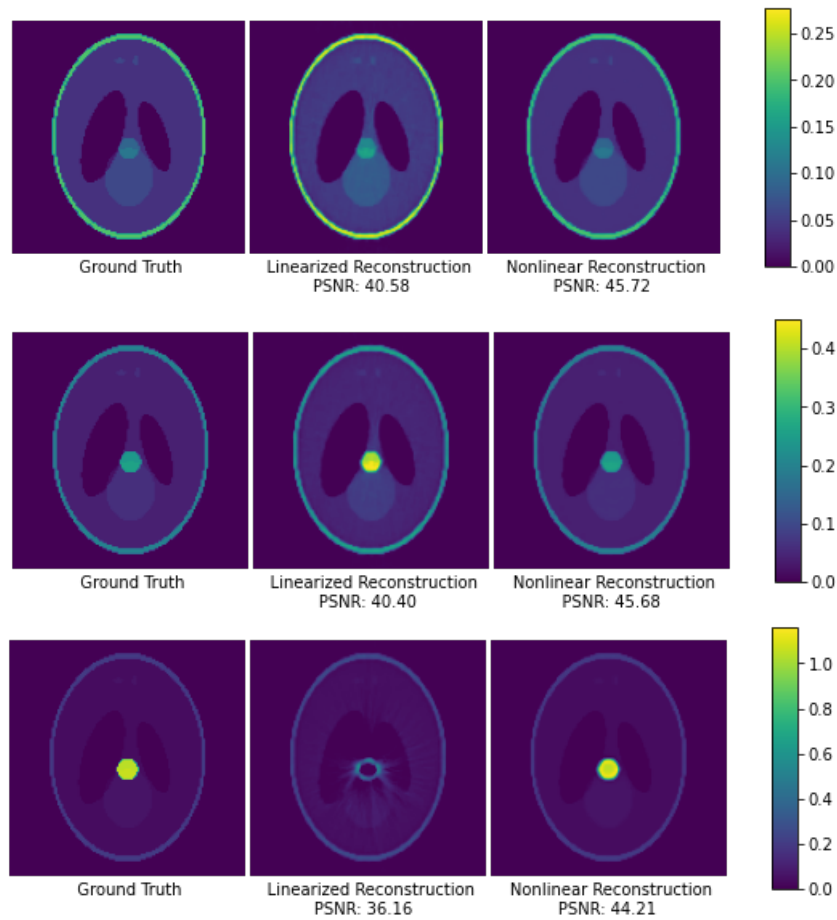 0.25
0.20
0.15
0.10
0.05
0.00
Ground Truth
Linearized Reconstruction
PSNR: 40.58
Nonlinear Reconstruction
PSNR: 45.72
0.4
0.3
0.2
0.1
0.0
Ground Truth
Linearized Reconstruction
PSNR: 40.40
Nonlinear Reconstruction
PSNR: 45.68
1.0
0.8
0.6
0.4
0.2
0.0
Ground Truth
Linearized Reconstruction
PSNR: 36.16
Nonlinear Reconstruction
PSNR: 44.21